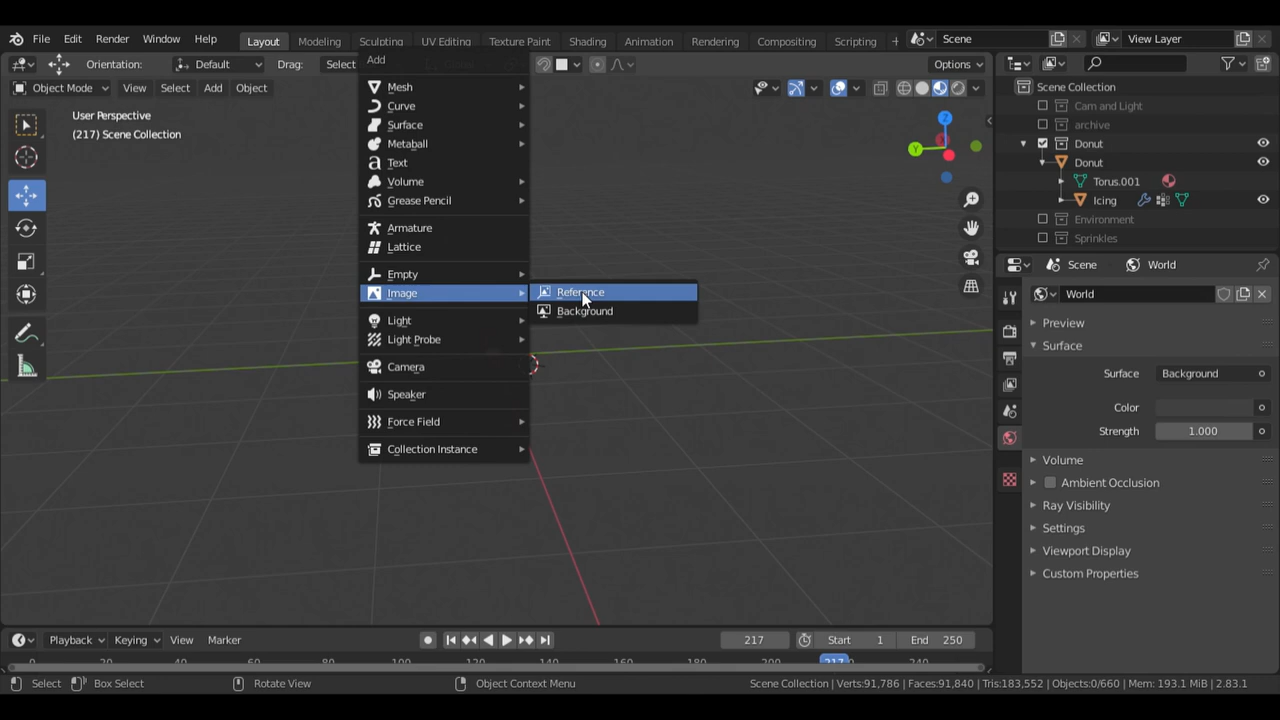 File Edit Render Window Help Layout Modeling Sculpting UV Editing Texture Paint Shading Animation Rendering Compositing Scripting + Scene View Layer
Orientation: Default Drag: Select Options
Object Mode View Select Add Object
User Perspective
(217) Scene Collection
Add
Mesh
Curve
Surface
Metaball
Text
Volume
Grease Pencil
Armature
Lattice
Empty
Image
Light
Light Probe
Camera
Speaker
Force Field
Collection Instance
Reference
Background
Z
Y
Scene Collection
Cam and Light
archive
Donut
Donut
Torus.001
Icing
Environment
Sprinkles
Scene World
World
Preview
Surface
Surface Background
Color
Strength 1.000
Volume
Ambient Occlusion
Ray Visibility
Settings
Viewport Display
Custom Properties
Playback Keying View Marker 217 Start 1 End 250
0 20 40 60 80 100 120 140 160 180 200 217 240
Select Box Select Rotate View Object Context Menu Scene Collection | Verts:91,786 | Faces:91,840 | Tris:183,552 | Objects:0/660 | Mem: 193.1 MiB | 2.83.1